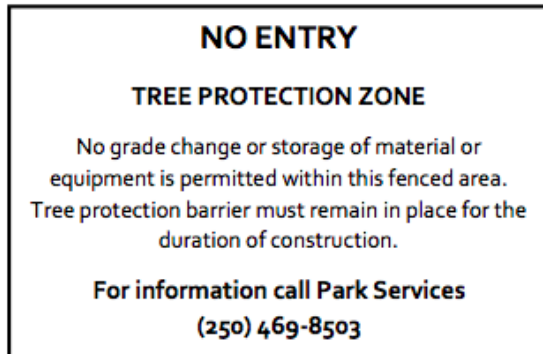 NO ENTRY
TREE PROTECTION ZONE
No grade change or storage of material or
equipment is permitted within this fenced area.
Tree protection barrier must remain in place for the
duration of construction.
For information call Park Services
(250) 469-8503